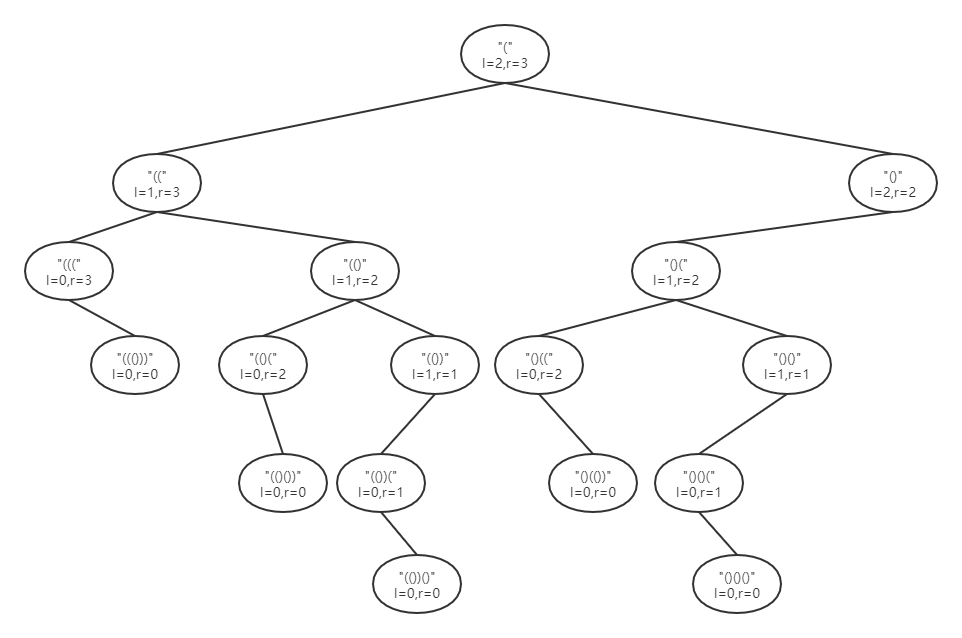 "("
l=2,r=3
"(("
l=1,r=3
"()"
l=2,r=2
"((("
l=0,r=3
"(()"
l=1,r=2
"()("
l=1,r=2
"((()))"
l=0,r=0
"(()("
l=0,r=2
"(())"
l=1,r=1
"()(("
l=0,r=2
"()()"
l=1,r=1
"(()())"
l=0,r=0
"(())("
l=0,r=1
"()(())"
l=0,r=0
"()()("
l=0,r=1
"(())()"
l=0,r=0
"()()()"
l=0,r=0